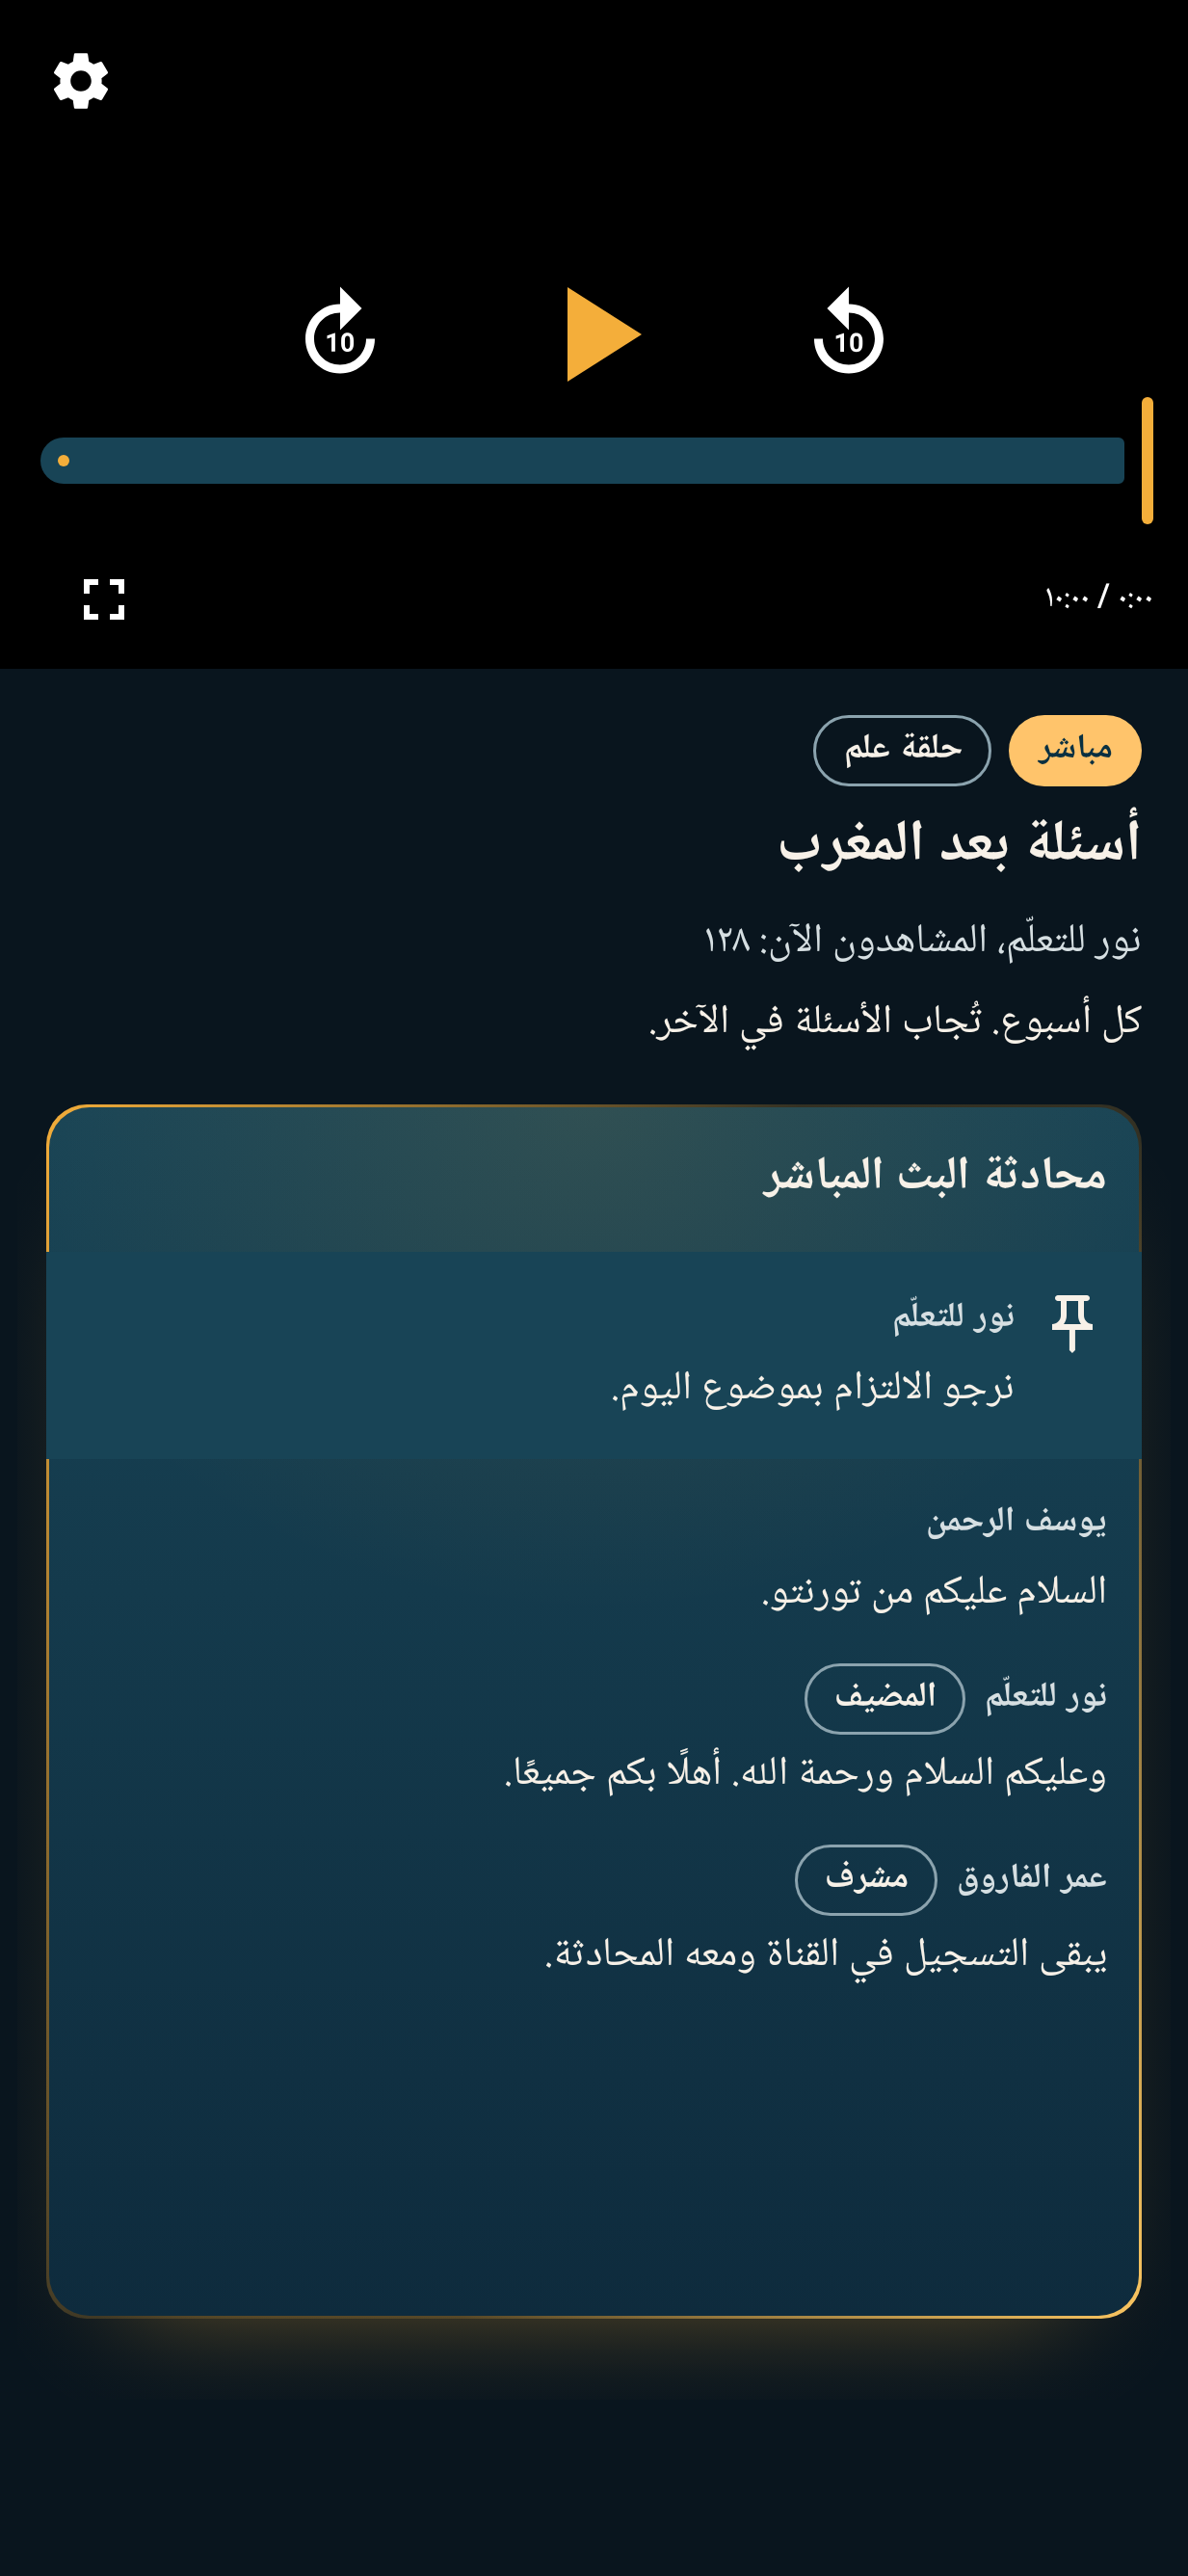 10
10
٠:٠٠ / ١٠:٠٠
مباشر
حلقة علم
أسئلة بعد المغرب
نور للتعلّم، المشاهدون الآن: ١٢٨
كل أسبوع. تُجاب الأسئلة في الآخر.
محادثة البث المباشر
نور للتعلّم
نرجو الالتزام بموضوع اليوم.
يوسف الرحمن
السلام عليكم من تورنتو.
نور للتعلّم المضيف
وعليكم السلام ورحمة الله. أهلًا بكم جميعًا.
عمر الفاروق مشرف
يبقى التسجيل في القناة ومعه المحادثة.